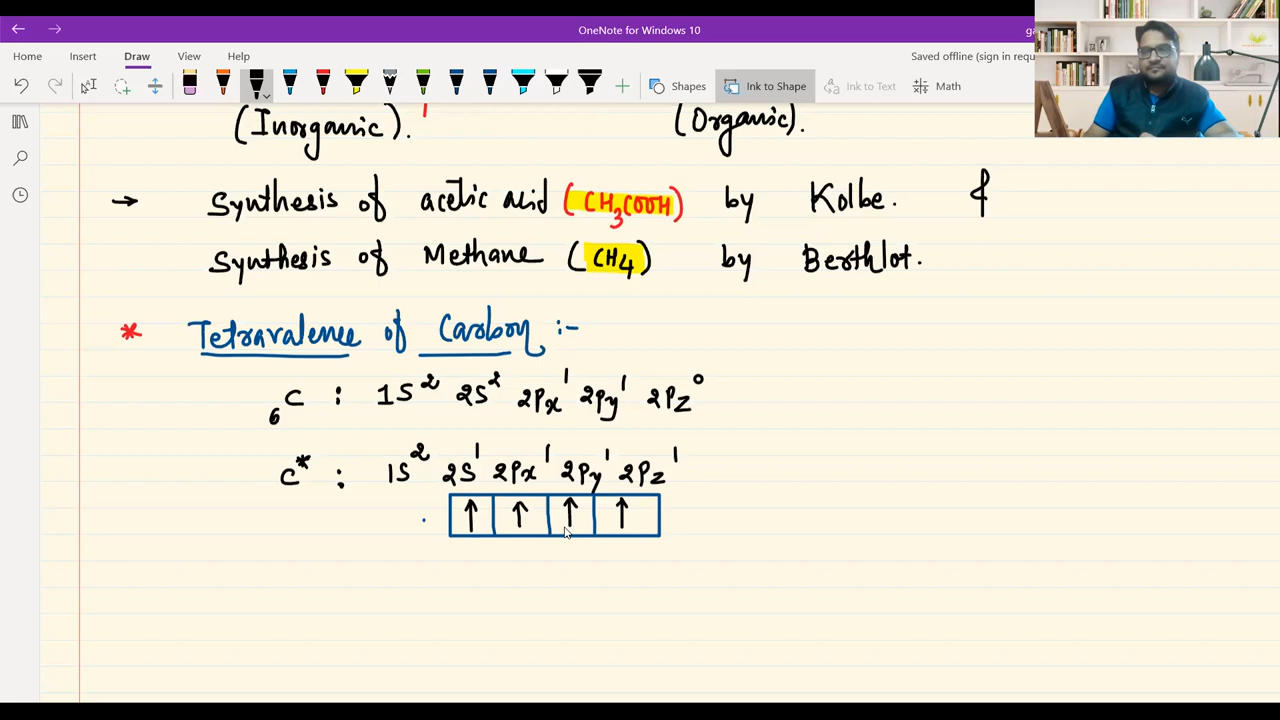 OneNote for Windows 10
ga
Home Insert Draw View Help
Saved offline (sign in requ
Shapes Ink to Shape Ink to Text Math
(Inorganic). (Organic).
→ Synthesis of acetic acid (CH₃COOH) by Kolbe. &
Synthesis of Methane (CH₄) by Berthlot.
* Tetravalence of Carbon :-
₆C : 1S² 2S² 2Px¹ 2Py¹ 2Pz⁰
C* : 1S² 2S¹ 2Px¹ 2Py¹ 2Pz¹
↑ ↑ ↑ ↑